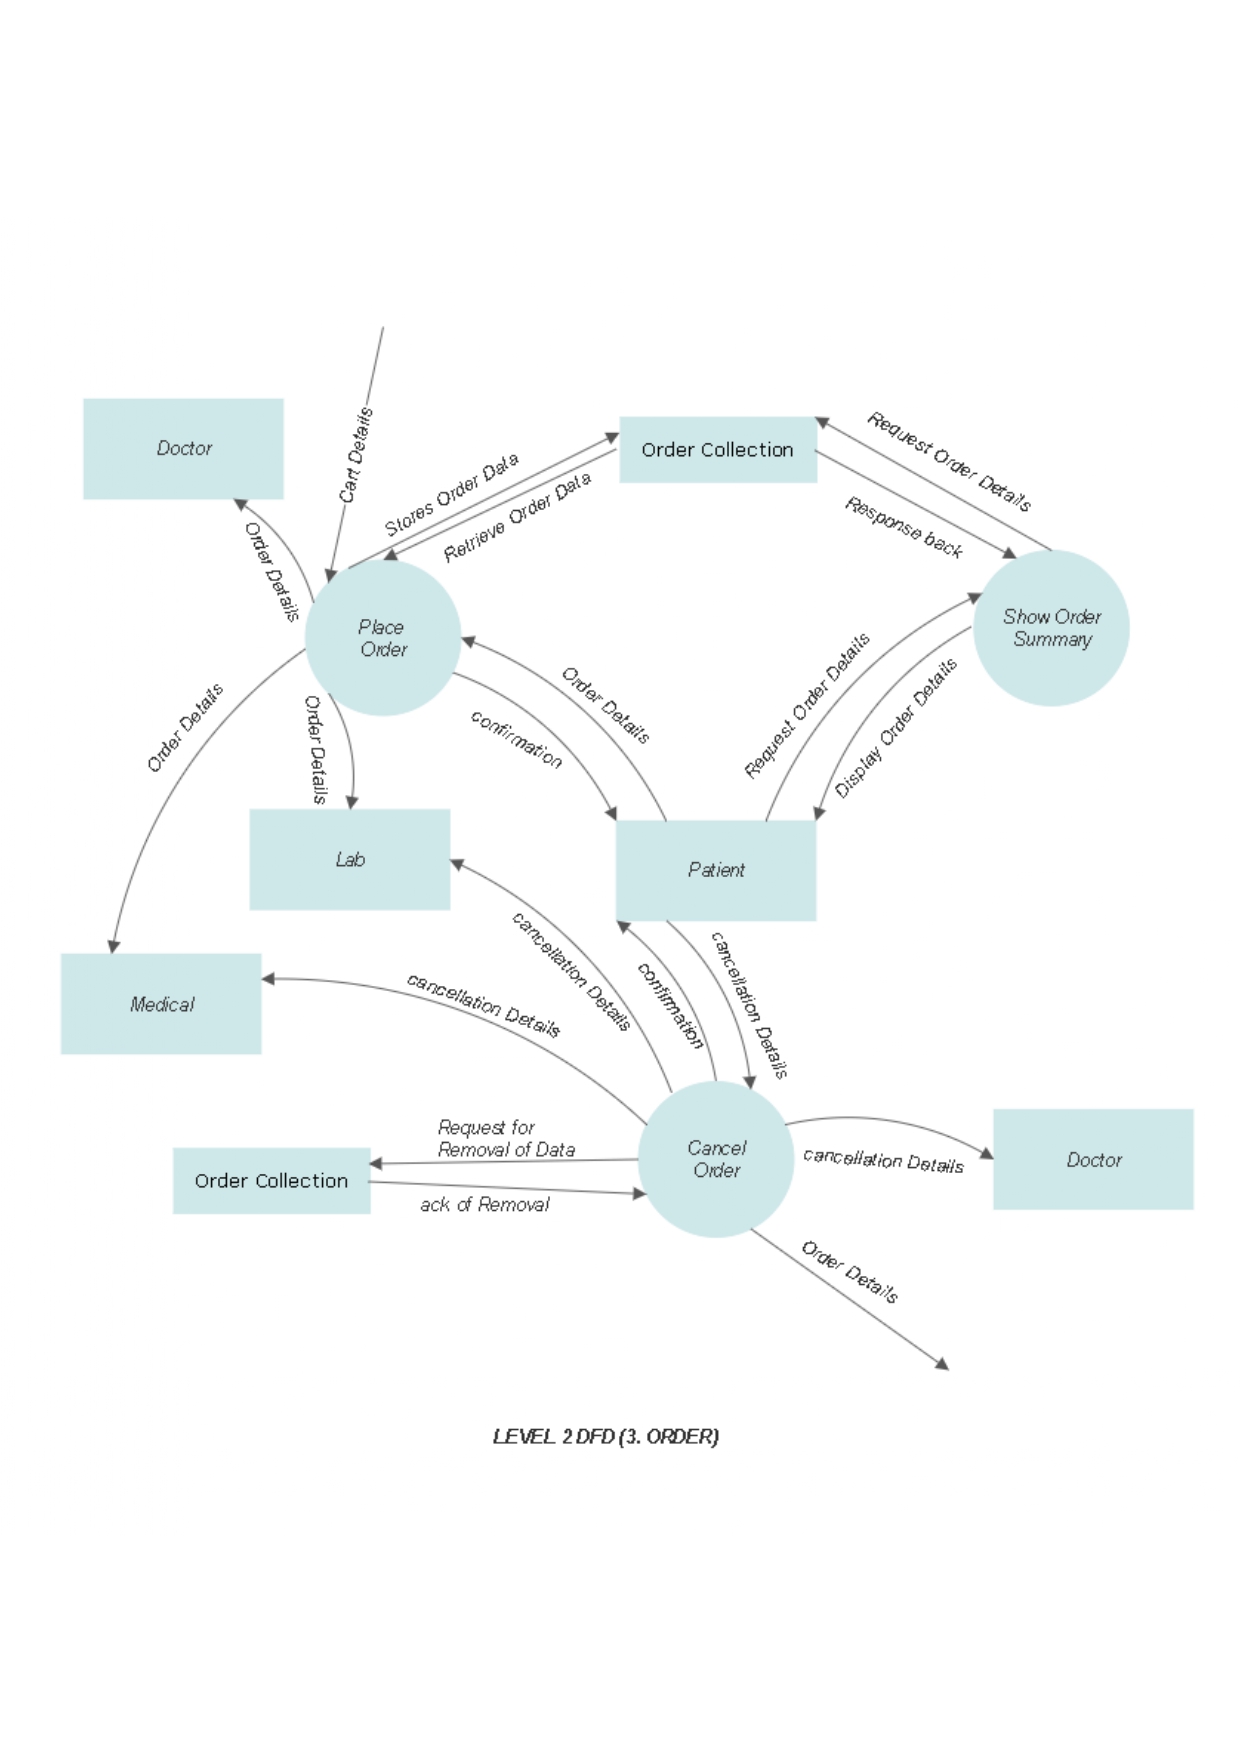 Cart Details
Doctor
Order Collection
Request Order Details
Stores Order Data
Retrieve Order Data
Response back
Order Details
Place
Order
Show Order
Summary
Order Details
Order Details
Order Details
confirmation
Request Order Details
Display Order Details
Lab
Patient
Medical
cancellation Details
cancellation Details
confirmation
cancellation Details
Request for
Removal of Data
Order Collection
ack of Removal
Cancel
Order
cancellation Details
Doctor
Order Details
LEVEL 2 DFD (3. ORDER)